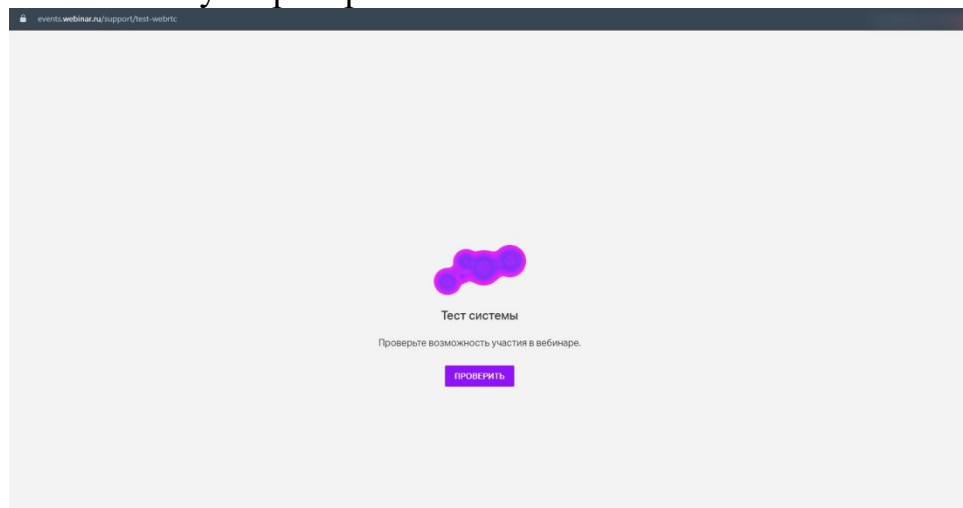 events.webinar.ru/support/test-webrtc
Тест системы
Проверьте возможность участия в вебинаре.
ПРОВЕРИТЬ